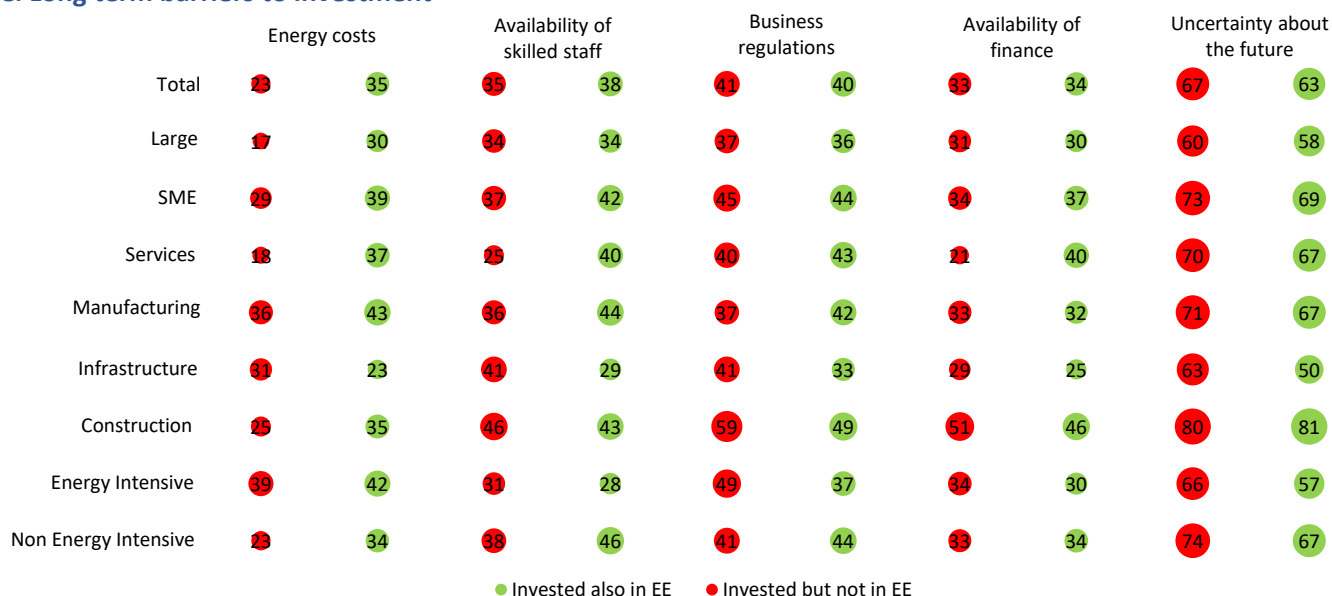 Long term barriers to investment
Energy costs
Availability of
skilled staff
Business
regulations
Availability of
finance
Uncertainty about
the future
Total 23 35 35 38 41 40 33 34 67 63
Large 17 30 34 34 37 36 31 30 60 58
SME 29 39 37 42 45 44 34 37 73 69
Services 18 37 25 40 40 43 21 40 70 67
Manufacturing 36 43 36 44 37 42 33 32 71 67
Infrastructure 31 23 41 29 41 33 29 25 63 50
Construction 25 35 46 43 59 49 51 46 80 81
Energy Intensive 39 42 31 28 49 37 34 30 66 57
Non Energy Intensive 23 34 38 46 41 44 33 34 74 67
Invested also in EE Invested but not in EE